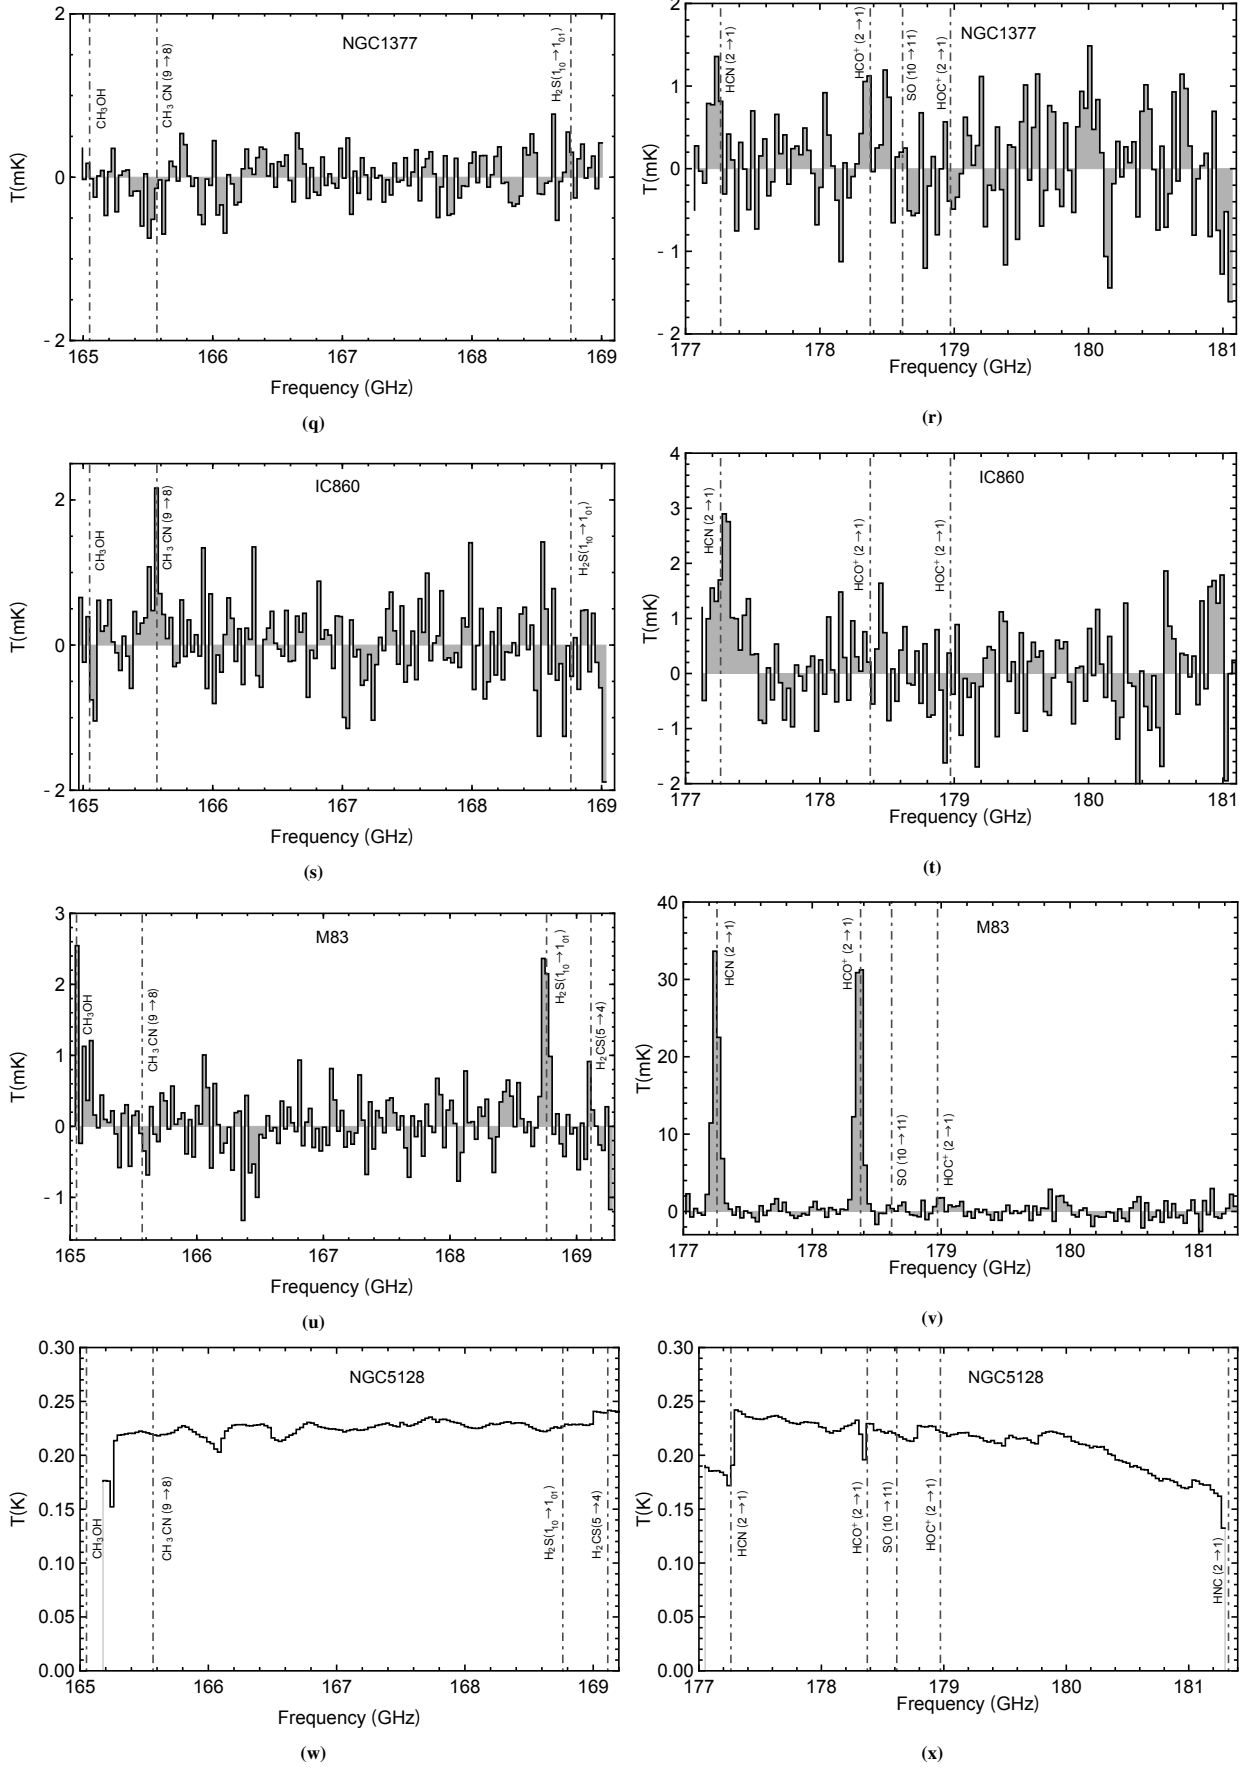 NGC1377
2
0
- 2
T(mK)
CH₃OH
CH₃ CN (9→8)
H₂S(1₁₀→1₀₁)
165 166 167 168 169
Frequency (GHz)
(q)
NGC1377
2
1
0
- 1
- 2
T(mK)
HCN (2→1)
HCO⁺ (2→1)
SO (10→11)
HOC⁺ (2→1)
177 178 179 180 181
Frequency (GHz)
(r)
IC860
2
0
- 2
T(mK)
CH₃OH
CH₃ CN (9→8)
H₂S(1₁₀→1₀₁)
165 166 167 168 169
Frequency (GHz)
(s)
IC860
4
3
2
1
0
- 1
- 2
T(mK)
HCN (2→1)
HCO⁺ (2→1)
HOC⁺ (2→1)
177 178 179 180 181
Frequency (GHz)
(t)
M83
3
2
1
0
- 1
T(mK)
CH₃OH
CH₃ CN (9→8)
H₂S(1₁₀→1₀₁)
H₂CS(5→4)
165 166 167 168 169
Frequency (GHz)
(u)
M83
40
30
20
10
0
T(mK)
HCN (2→1)
HCO⁺ (2→1)
SO (10→11)
HOC⁺ (2→1)
177 178 179 180 181
Frequency (GHz)
(v)
NGC5128
0.30
0.25
0.20
0.15
0.10
0.05
0.00
T(K)
CH₃OH
CH₃ CN (9→8)
H₂S(1₁₀→1₀₁)
H₂CS(5→4)
165 166 167 168 169
Frequency (GHz)
(w)
NGC5128
0.30
0.25
0.20
0.15
0.10
0.05
0.00
T(K)
HCN (2→1)
HCO⁺ (2→1)
SO (10→11)
HOC⁺ (2→1)
HNC (2→1)
177 178 179 180 181
Frequency (GHz)
(x)